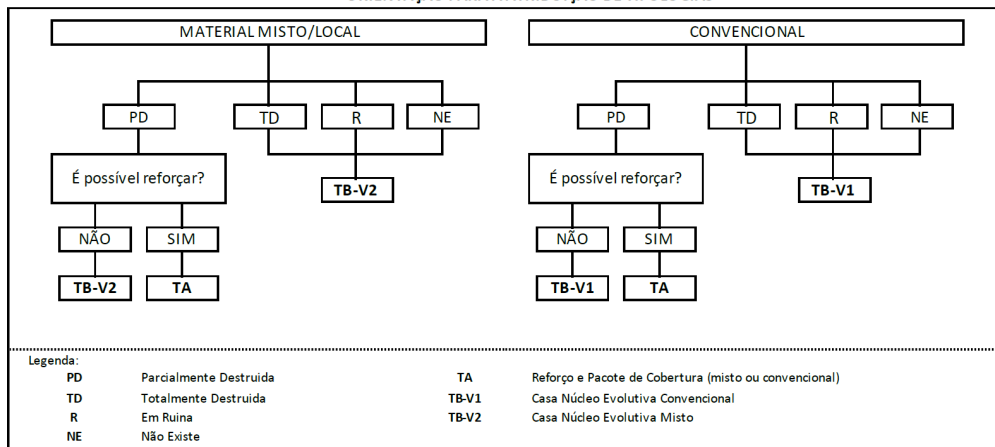 MATERIAL MISTO/LOCAL
PD
TD
R
NE
É possível reforçar?
TB-V2
NÃO
SIM
TB-V2
TA
CONVENCIONAL
PD
TD
R
NE
É possível reforçar?
TB-V1
NÃO
SIM
TB-V1
TA
Legenda:
PD Parcialmente Destruida
TD Totalmente Destruida
R Em Ruina
NE Não Existe
TA Reforço e Pacote de Cobertura (misto ou convencional)
TB-V1 Casa Núcleo Evolutiva Convencional
TB-V2 Casa Núcleo Evolutiva Misto